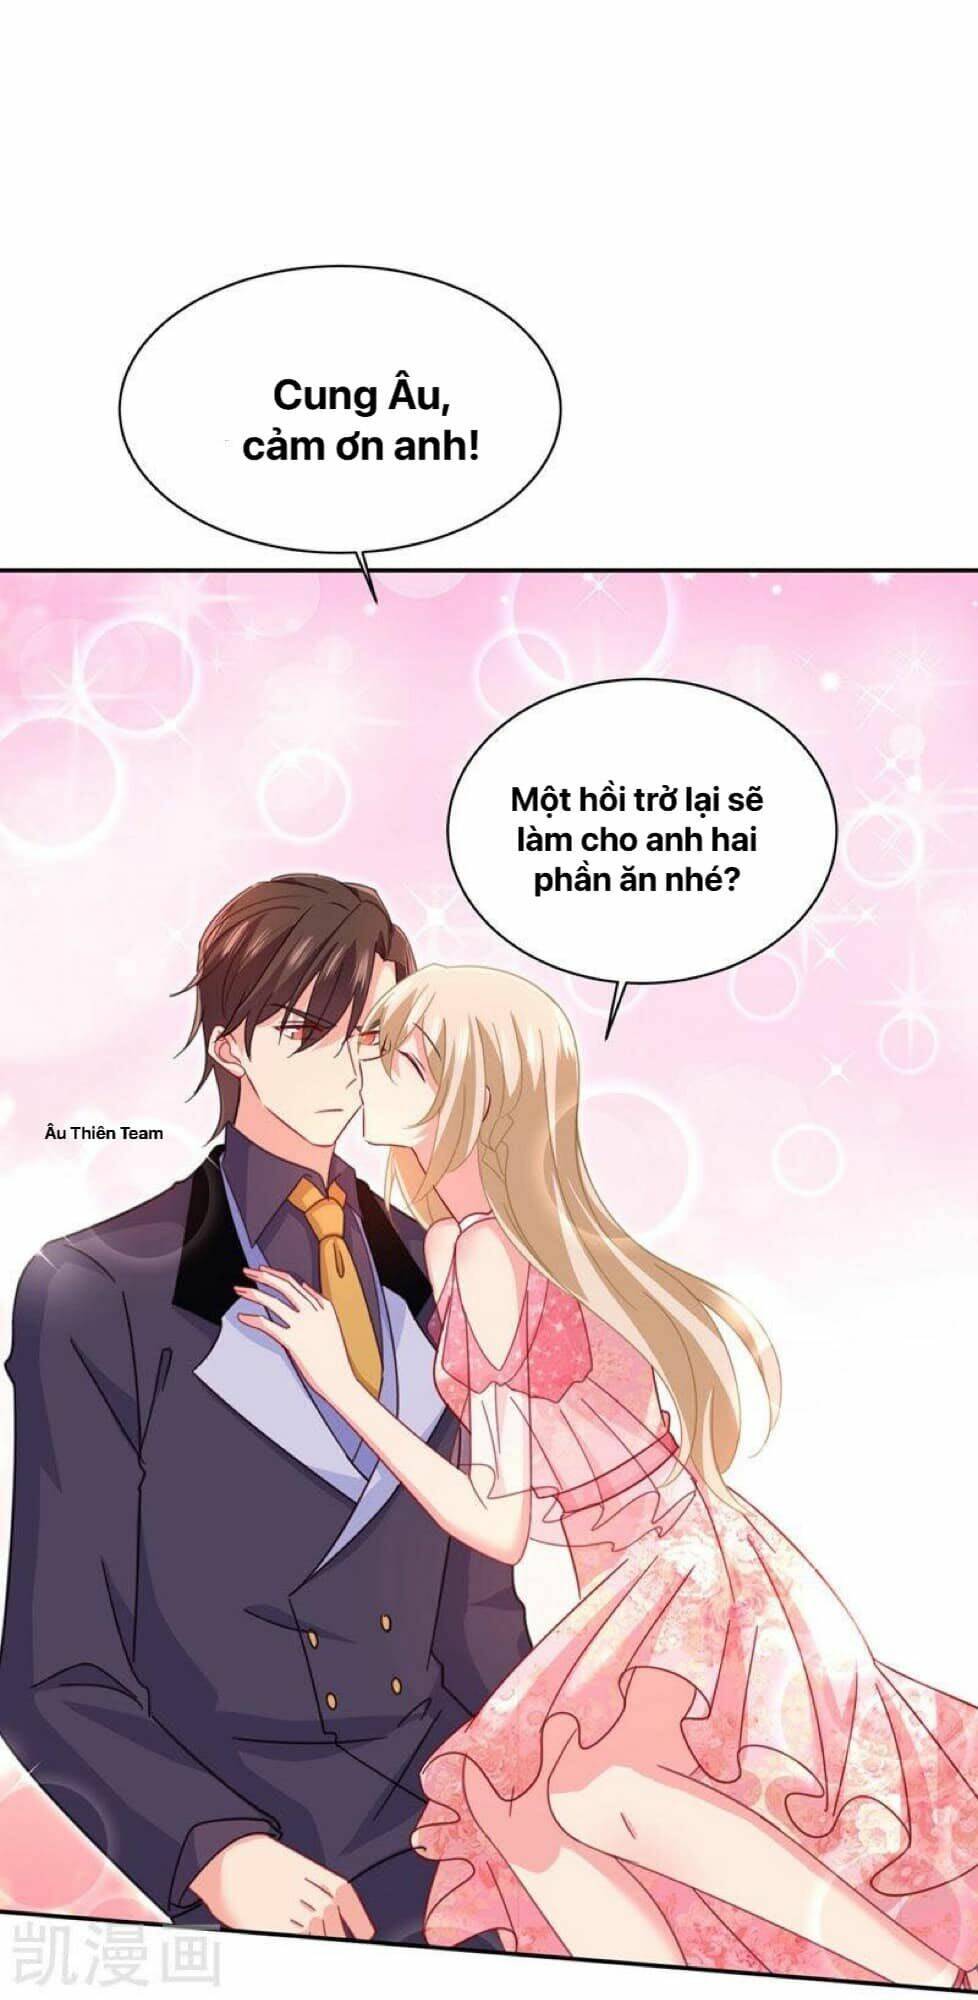 Cung Âu,
cảm ơn anh!
Một hồi trở lại sẽ
làm cho anh hai
phần ăn nhé?
Âu Thiên Team
凯漫画